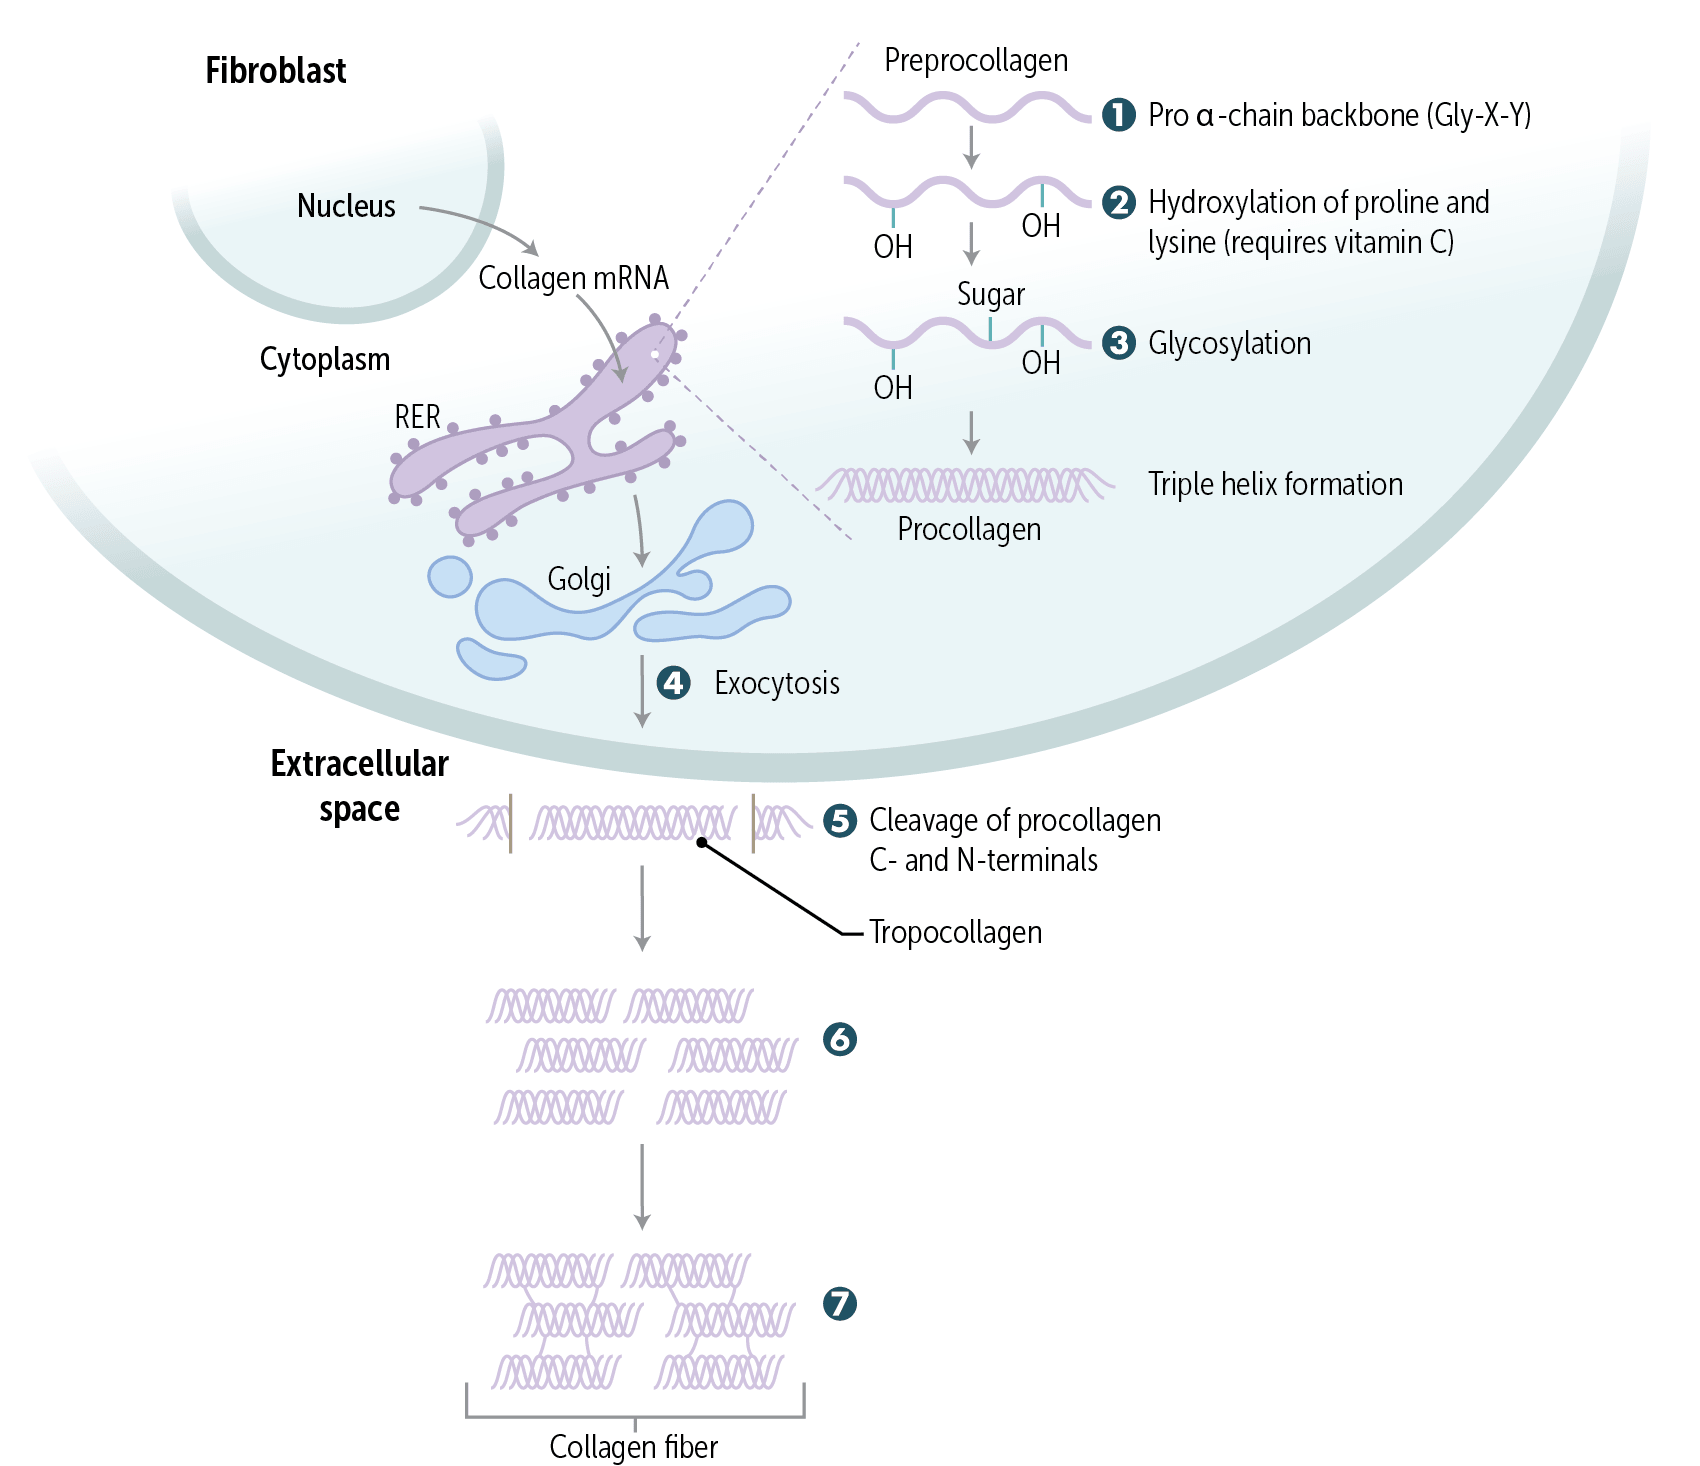 Fibroblast
Nucleus
Collagen mRNA
Cytoplasm
RER
Golgi
Preprocollagen
1 Pro α-chain backbone (Gly-X-Y)
OH
OH
2 Hydroxylation of proline and
lysine (requires vitamin C)
Sugar
OH
OH
3 Glycosylation
Triple helix formation
Procollagen
4 Exocytosis
Extracellular
space
5 Cleavage of procollagen
C- and N-terminals
Tropocollagen
6
7
Collagen fiber